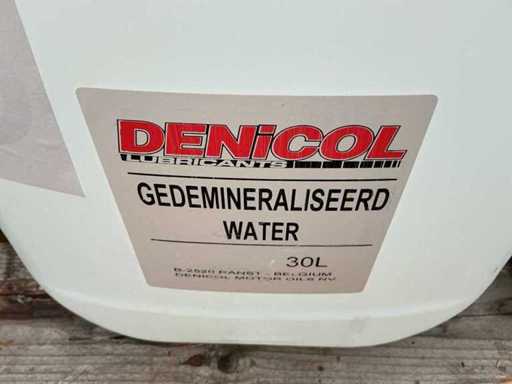 DENiCOL
LUBRICANTS
GEDEMINERALISEERD
WATER
30L
B-2520 RANST - BELGIUM
DENICOL MOTOR OILS NV